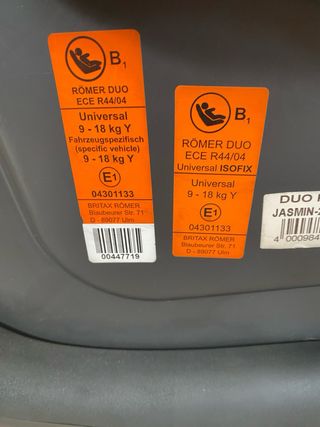 B1
RÖMER DUO
ECE R44/04
Universal
9 - 18 kg Y
Fahrzeugspezifisch
(specific vehicle)
9 - 18 kg Y
E1
04301133
BRITAX RÖMER
Blaubeurer Str. 71
D - 89077 Ulm
00447719
B1
RÖMER DUO
ECE R44/04
Universal ISOFIX
Universal
9 - 18 kg Y
E1
04301133
BRITAX RÖMER
Blaubeurer Str. 71
D - 89077 Ulm
DUO
JASMIN-
4 000984